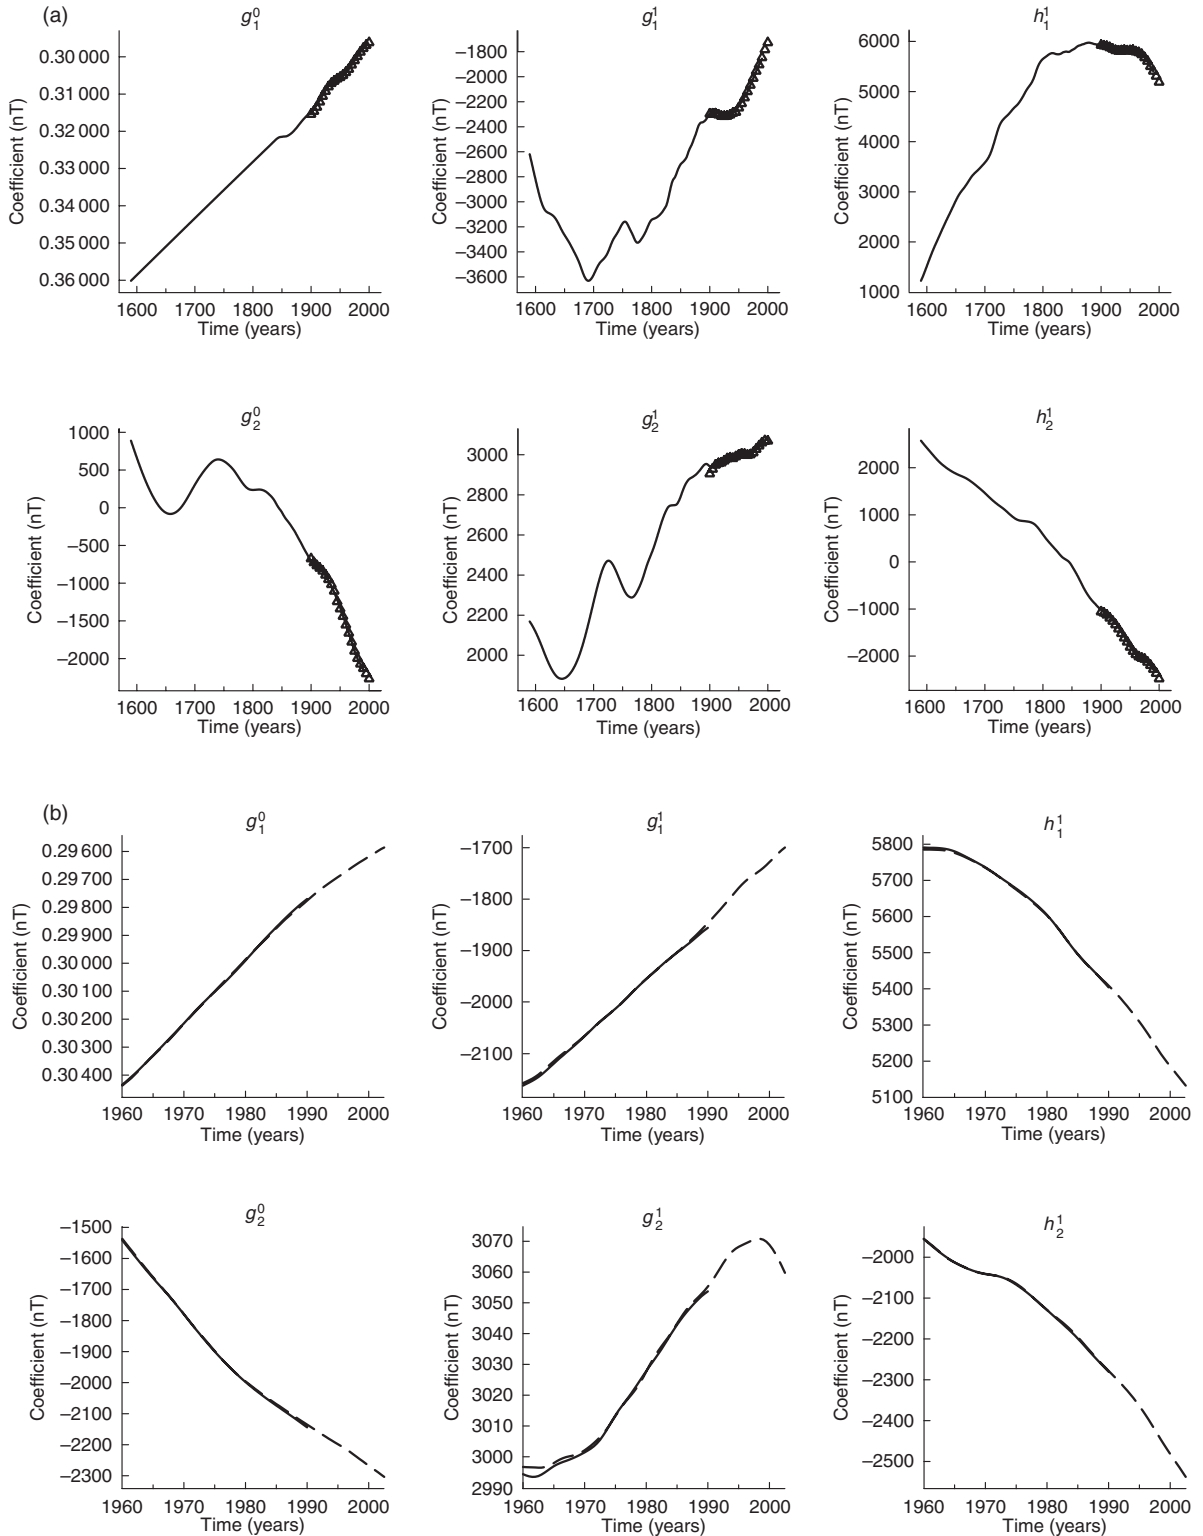 (a)
g₁⁰
0.30 000
0.31 000
0.32 000
0.33 000
0.34 000
0.35 000
0.36 000
Coefficient (nT)
1600 1700 1800 1900 2000
Time (years)
g₁¹
−1800
−2000
−2200
−2400
−2600
−2800
−3000
−3200
−3400
−3600
Coefficient (nT)
1600 1700 1800 1900 2000
Time (years)
h₁¹
6000
5000
4000
3000
2000
1000
Coefficient (nT)
1600 1700 1800 1900 2000
Time (years)
g₂⁰
1000
500
0
−500
−1000
−1500
−2000
Coefficient (nT)
1600 1700 1800 1900 2000
Time (years)
g₂¹
3000
2800
2600
2400
2200
2000
Coefficient (nT)
1600 1700 1800 1900 2000
Time (years)
h₂¹
2000
1000
0
−1000
−2000
Coefficient (nT)
1600 1700 1800 1900 2000
Time (years)
(b)
g₁⁰
0.29 600
0.29 700
0.29 800
0.29 900
0.30 000
0.30 100
0.30 200
0.30 300
0.30 400
Coefficient (nT)
1960 1970 1980 1990 2000
Time (years)
g₁¹
−1700
−1800
−1900
−2000
−2100
Coefficient (nT)
1960 1970 1980 1990 2000
Time (years)
h₁¹
5800
5700
5600
5500
5400
5300
5200
5100
Coefficient (nT)
1960 1970 1980 1990 2000
Time (years)
g₂⁰
−1500
−1600
−1700
−1800
−1900
−2000
−2100
−2200
−2300
Coefficient (nT)
1960 1970 1980 1990 2000
Time (years)
g₂¹
3070
3060
3050
3040
3030
3020
3010
3000
2990
Coefficient (nT)
1960 1970 1980 1990 2000
Time (years)
h₂¹
−2000
−2100
−2200
−2300
−2400
−2500
Coefficient (nT)
1960 1970 1980 1990 2000
Time (years)